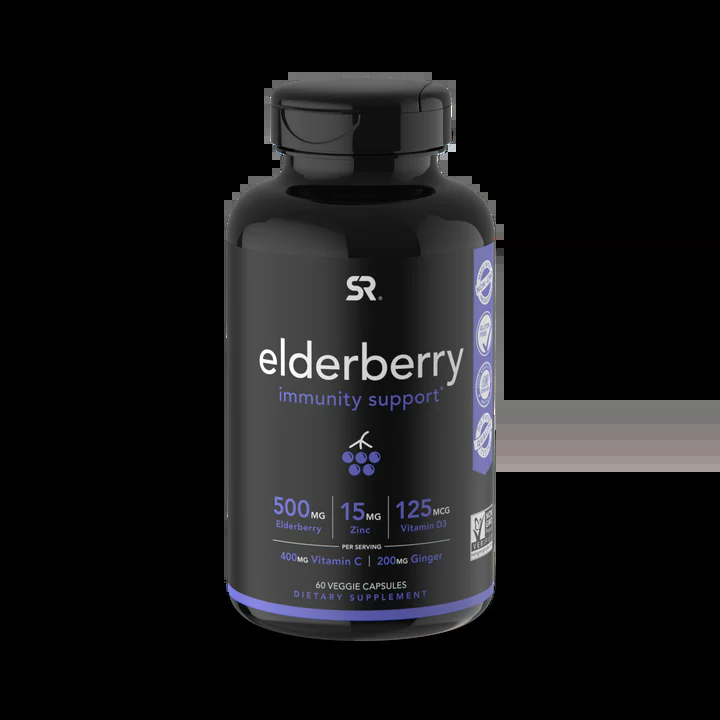 SR®
elderberry
immunity support*
500MG 15MG 125MCG
Elderberry Zinc Vitamin D3
PER SERVING
400MG Vitamin C | 200MG Ginger
60 VEGGIE CAPSULES
DIETARY SUPPLEMENT